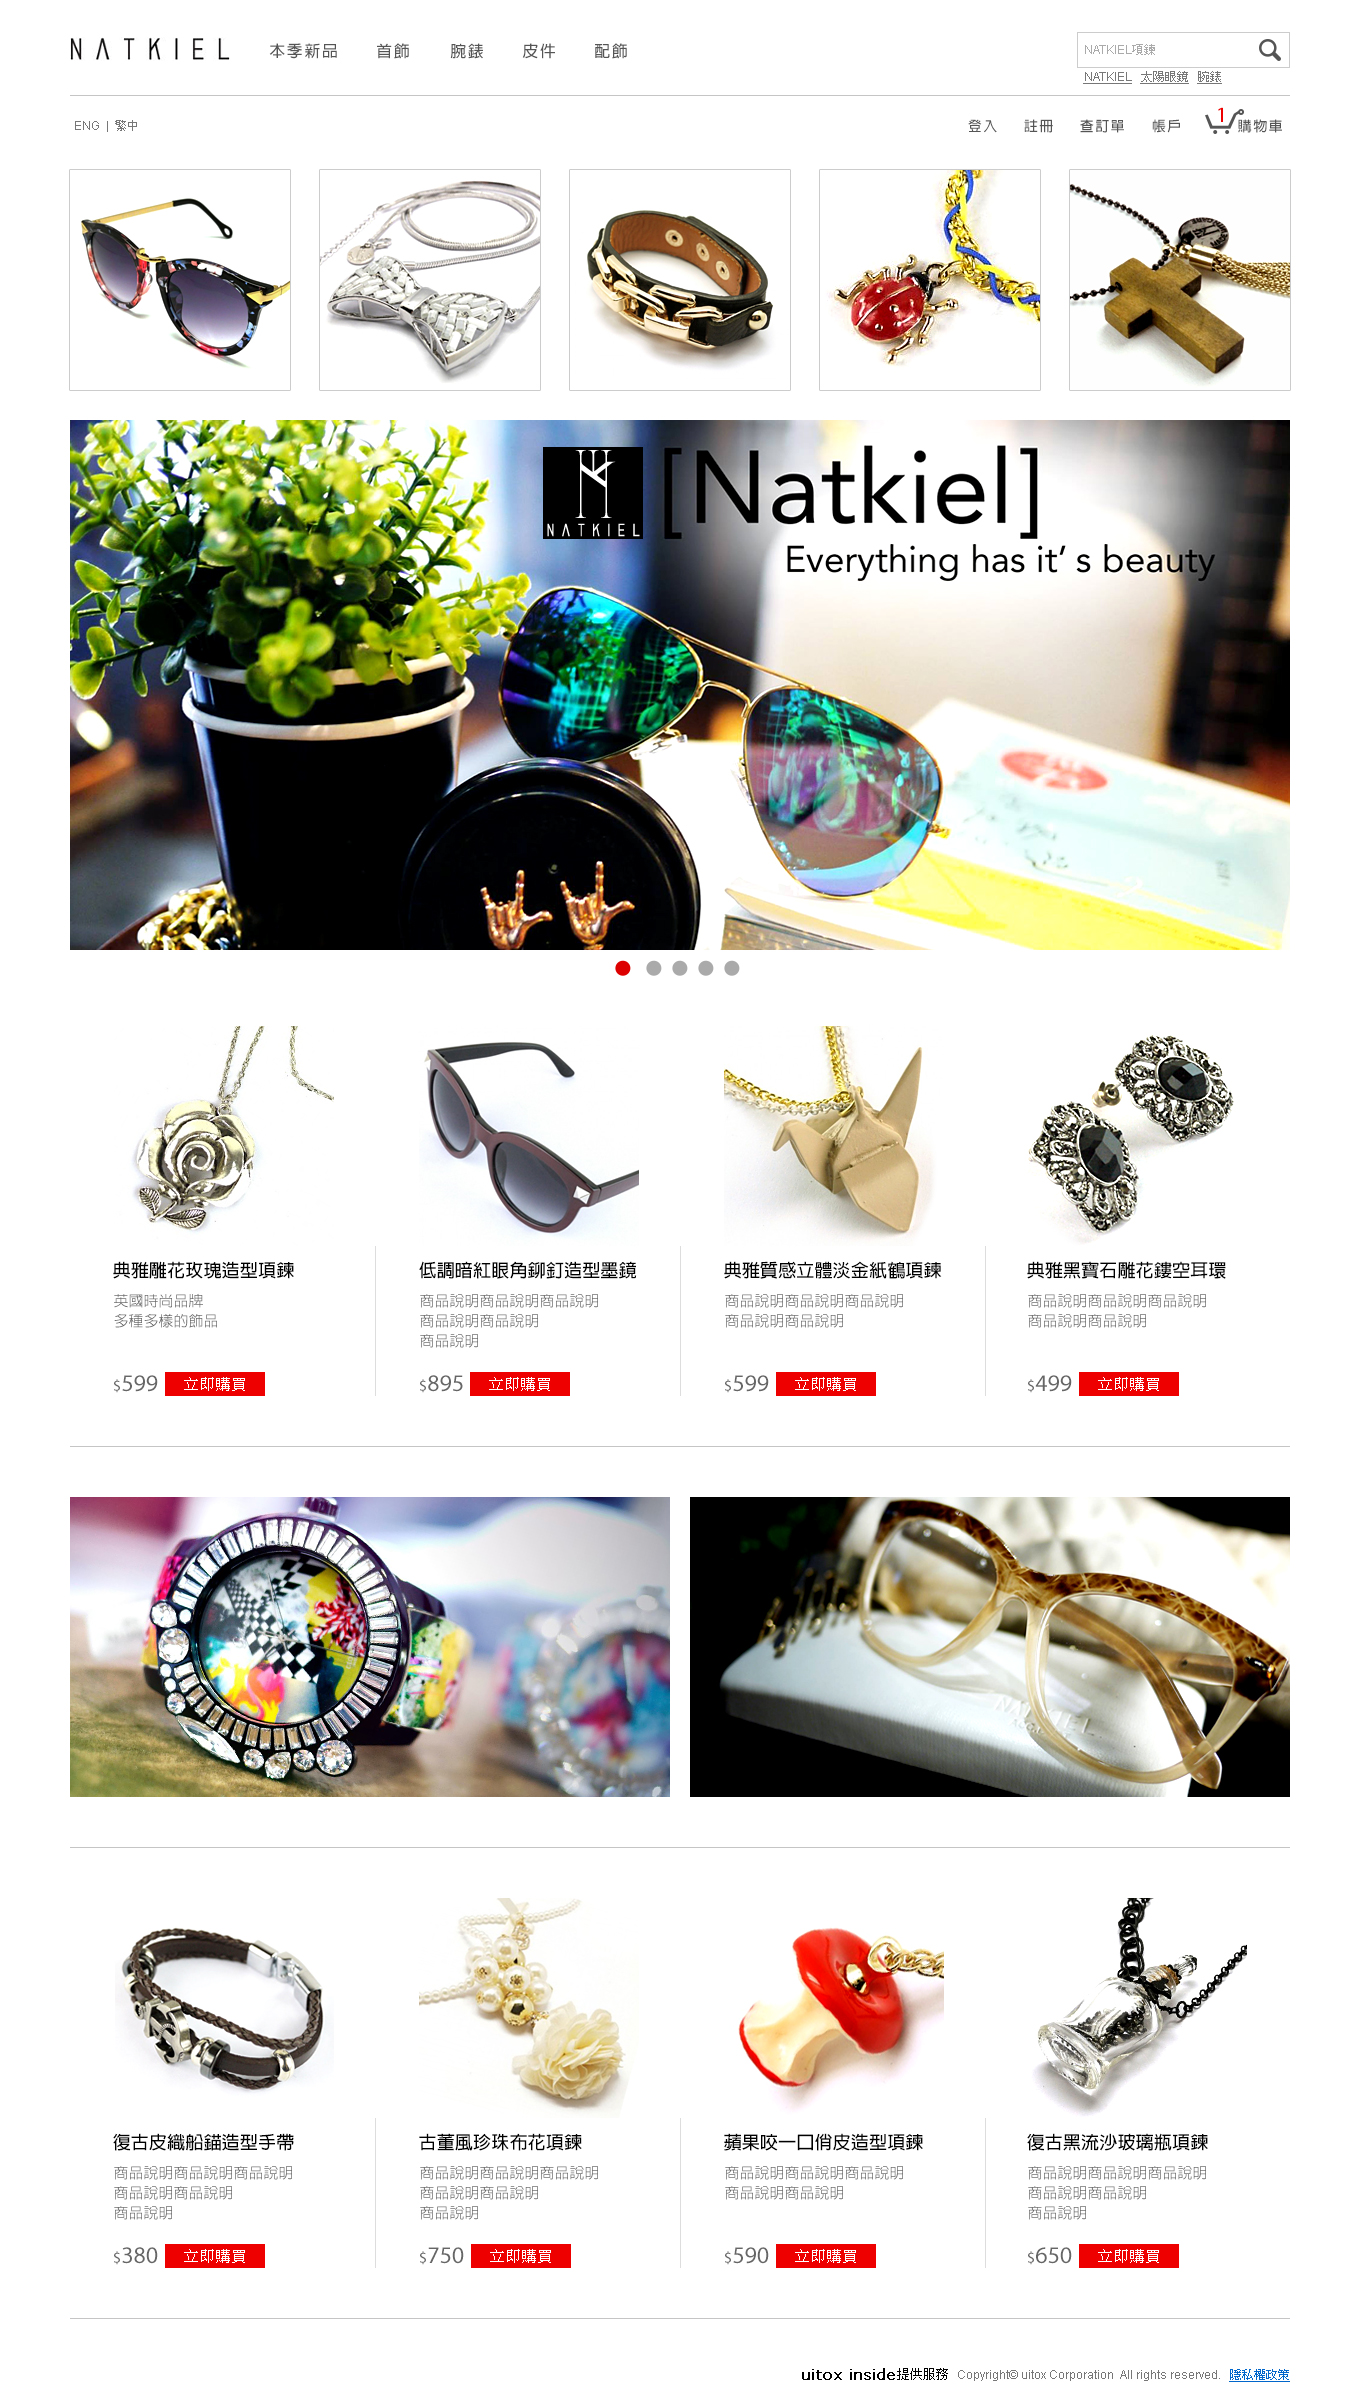 NATKIEL 本季新品 首飾 腕錶 皮件 配飾
NATKIEL項鍊
NATKIEL 太陽眼鏡 腕錶
ENG | 繁中
登入 註冊 查訂單 帳戶 1 購物車
[Natkiel]
NATKIEL
Everything has it's beauty
NATKIEL
典雅雕花玫瑰造型項鍊
英國時尚品牌
多種多樣的飾品
$599 立即購買
低調暗紅眼角鉚釘造型墨鏡
商品說明商品說明商品說明
商品說明商品說明
商品說明
$895 立即購買
典雅質感立體淡金紙鶴項鍊
商品說明商品說明商品說明
商品說明商品說明
$599 立即購買
典雅黑寶石雕花鏤空耳環
商品說明商品說明商品說明
商品說明商品說明
$499 立即購買
復古皮織船錨造型手帶
商品說明商品說明商品說明
商品說明商品說明
商品說明
$380 立即購買
古董風珍珠布花項鍊
商品說明商品說明商品說明
商品說明商品說明
商品說明
$750 立即購買
蘋果咬一口俏皮造型項鍊
商品說明商品說明商品說明
商品說明商品說明
$590 立即購買
復古黑流沙玻璃瓶項鍊
商品說明商品說明商品說明
商品說明商品說明
商品說明
$650 立即購買
uitox inside提供服務 Copyright© uitox Corporation All rights reserved. 隱私權政策